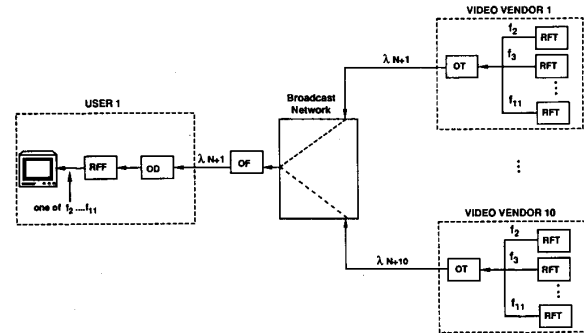 VIDEO VENDOR 1
f2
RFT
f3
OT
RFT
λ N+1
f11
RFT
Broadcast
Network
USER 1
λ N+1
OF
RFF
OD
one of f2 ....f11
VIDEO VENDOR 10
f2
RFT
f3
OT
RFT
λ N+10
f11
RFT